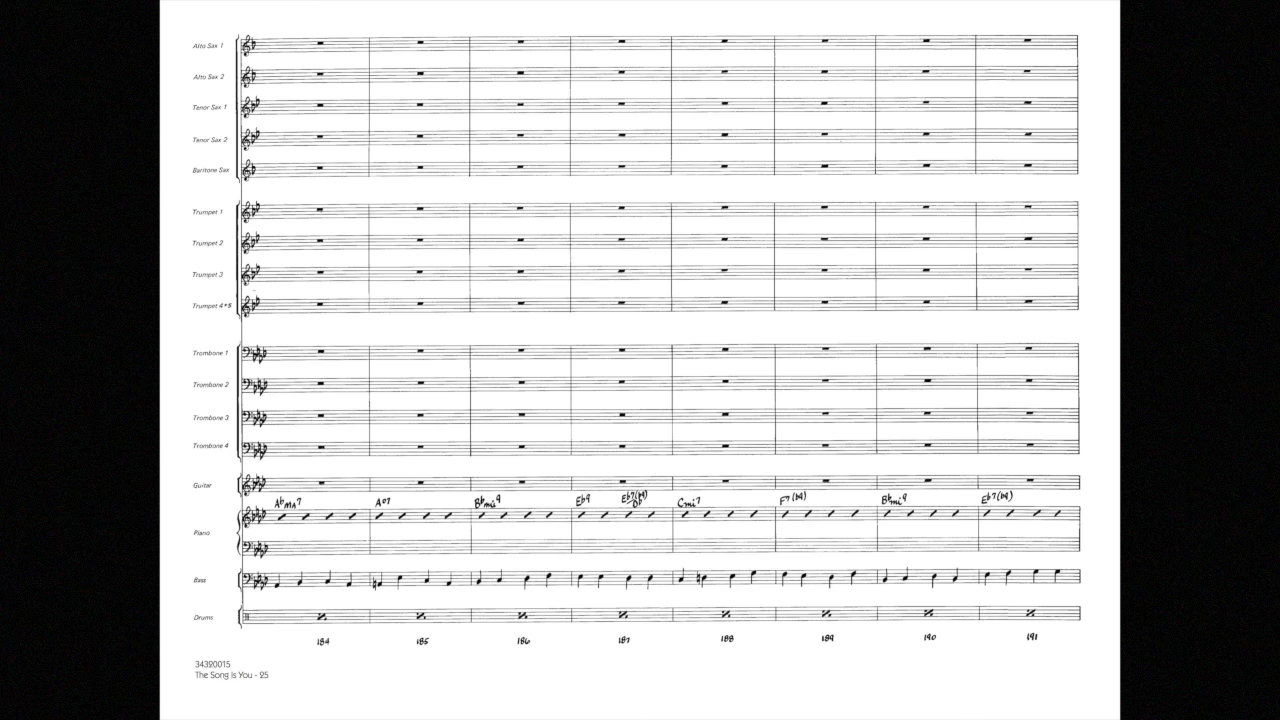 Alto Sax 1
Alto Sax 2
Tenor Sax 1
Tenor Sax 2
Baritone Sax
Trumpet 1
Trumpet 2
Trumpet 3
Trumpet 4+5
Trombone 1
Trombone 2
Trombone 3
Trombone 4
Guitar
A♭MA7 A°7 B♭mi9 E♭9 E♭7(♭9)/D♭ Cmi7 F7(♭9) B♭mi9 E♭7(♭9)
Piano
Bass
Drums
184 185 186 187 188 189 190 191
34320015
The Song Is You - 25